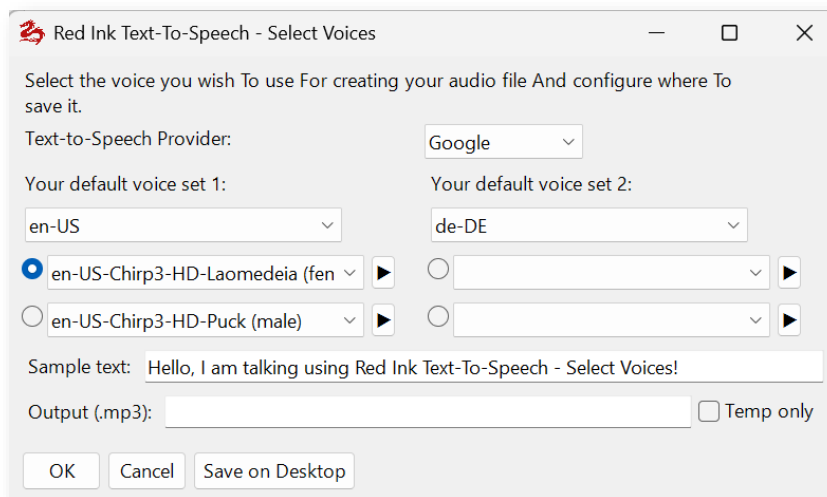 Red Ink Text-To-Speech - Select Voices
Select the voice you wish To use For creating your audio file And configure where To
save it.
Text-to-Speech Provider:
Google
Your default voice set 1:
Your default voice set 2:
en-US
de-DE
en-US-Chirp3-HD-Laomedeia (fen
en-US-Chirp3-HD-Puck (male)
Sample text: Hello, I am talking using Red Ink Text-To-Speech - Select Voices!
Output (.mp3):
Temp only
OK
Cancel
Save on Desktop